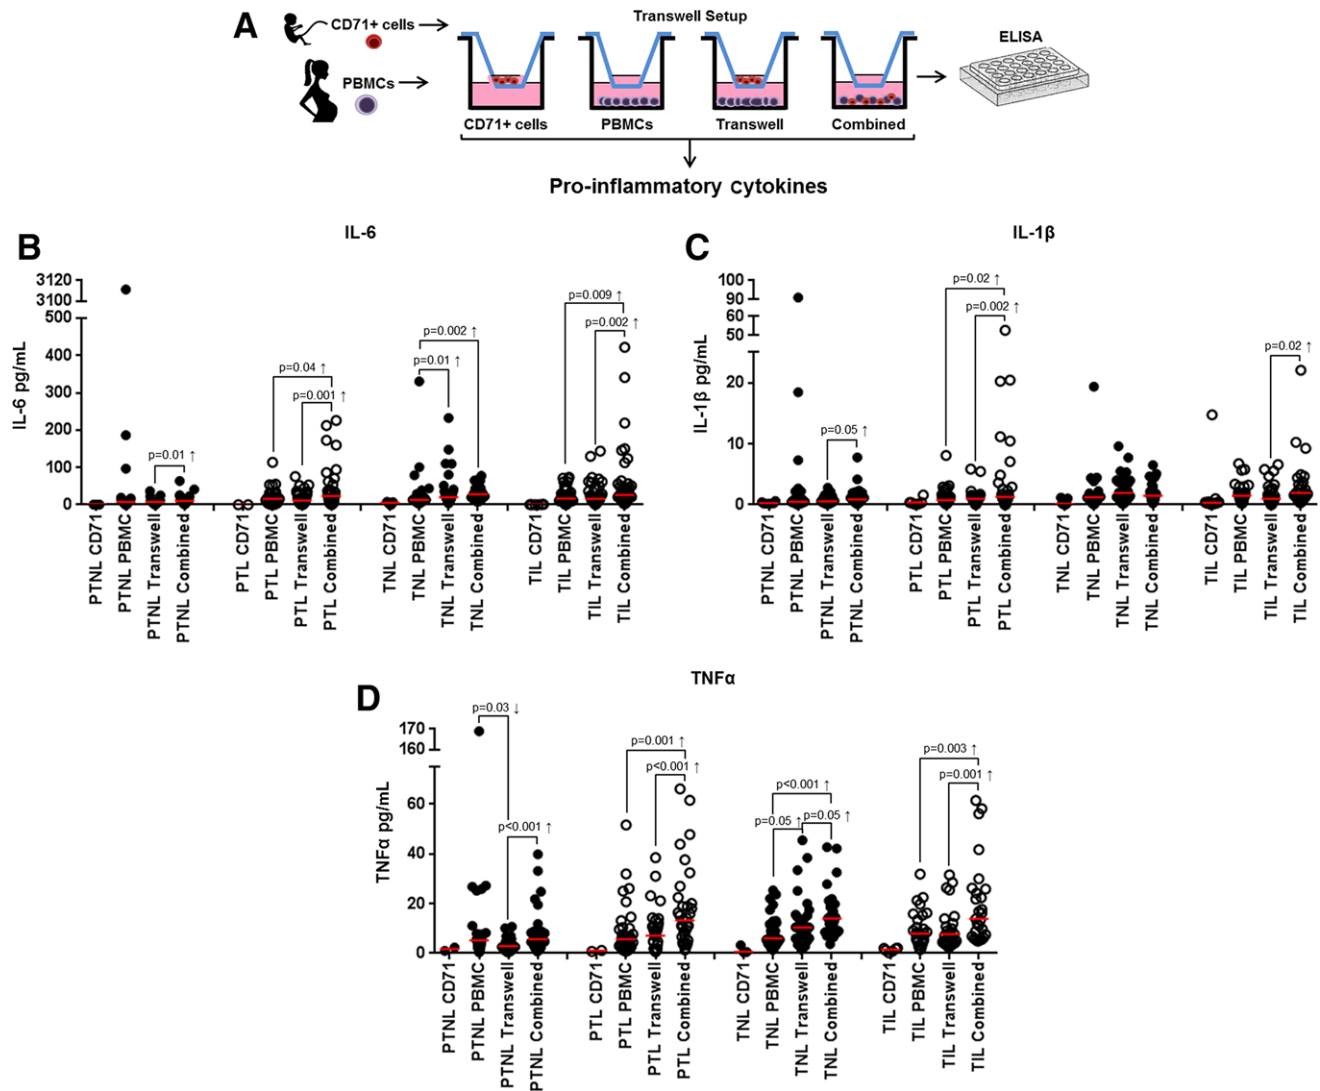 A
CD71+ cells
PBMCs
Transwell Setup
ELISA
CD71+ cells PBMCs Transwell Combined
Pro-inflammatory Cytokines
B
IL-6
IL-6 pg/mL
3120
3100
500
400
300
200
100
0
p=0.01 ↑
p=0.04 ↑
p=0.001 ↑
p=0.002 ↑
p=0.01 ↑
p=0.009 ↑
p=0.002 ↑
PTNL CD71
PTNL PBMC
PTNL Transwell
PTNL Combined
PTL CD71
PTL PBMC
PTL Transwell
PTL Combined
TNL CD71
TNL PBMC
TNL Transwell
TNL Combined
TIL CD71
TIL PBMC
TIL Transwell
TIL Combined
C
IL-1β
IL-1β pg/mL
100
90
60
50
20
10
0
p=0.05 ↑
p=0.02 ↑
p=0.002 ↑
p=0.02 ↑
PTNL CD71
PTNL PBMC
PTNL Transwell
PTNL Combined
PTL CD71
PTL PBMC
PTL Transwell
PTL Combined
TNL CD71
TNL PBMC
TNL Transwell
TNL Combined
TIL CD71
TIL PBMC
TIL Transwell
TIL Combined
D
TNFα
TNFα pg/mL
170
160
60
40
20
0
p=0.03 ↓
p<0.001 ↑
p=0.001 ↑
p<0.001 ↑
p<0.001 ↑
p=0.05 ↑
p=0.05 ↑
p=0.003 ↑
p=0.001 ↑
PTNL CD71
PTNL PBMC
PTNL Transwell
PTNL Combined
PTL CD71
PTL PBMC
PTL Transwell
PTL Combined
TNL CD71
TNL PBMC
TNL Transwell
TNL Combined
TIL CD71
TIL PBMC
TIL Transwell
TIL Combined